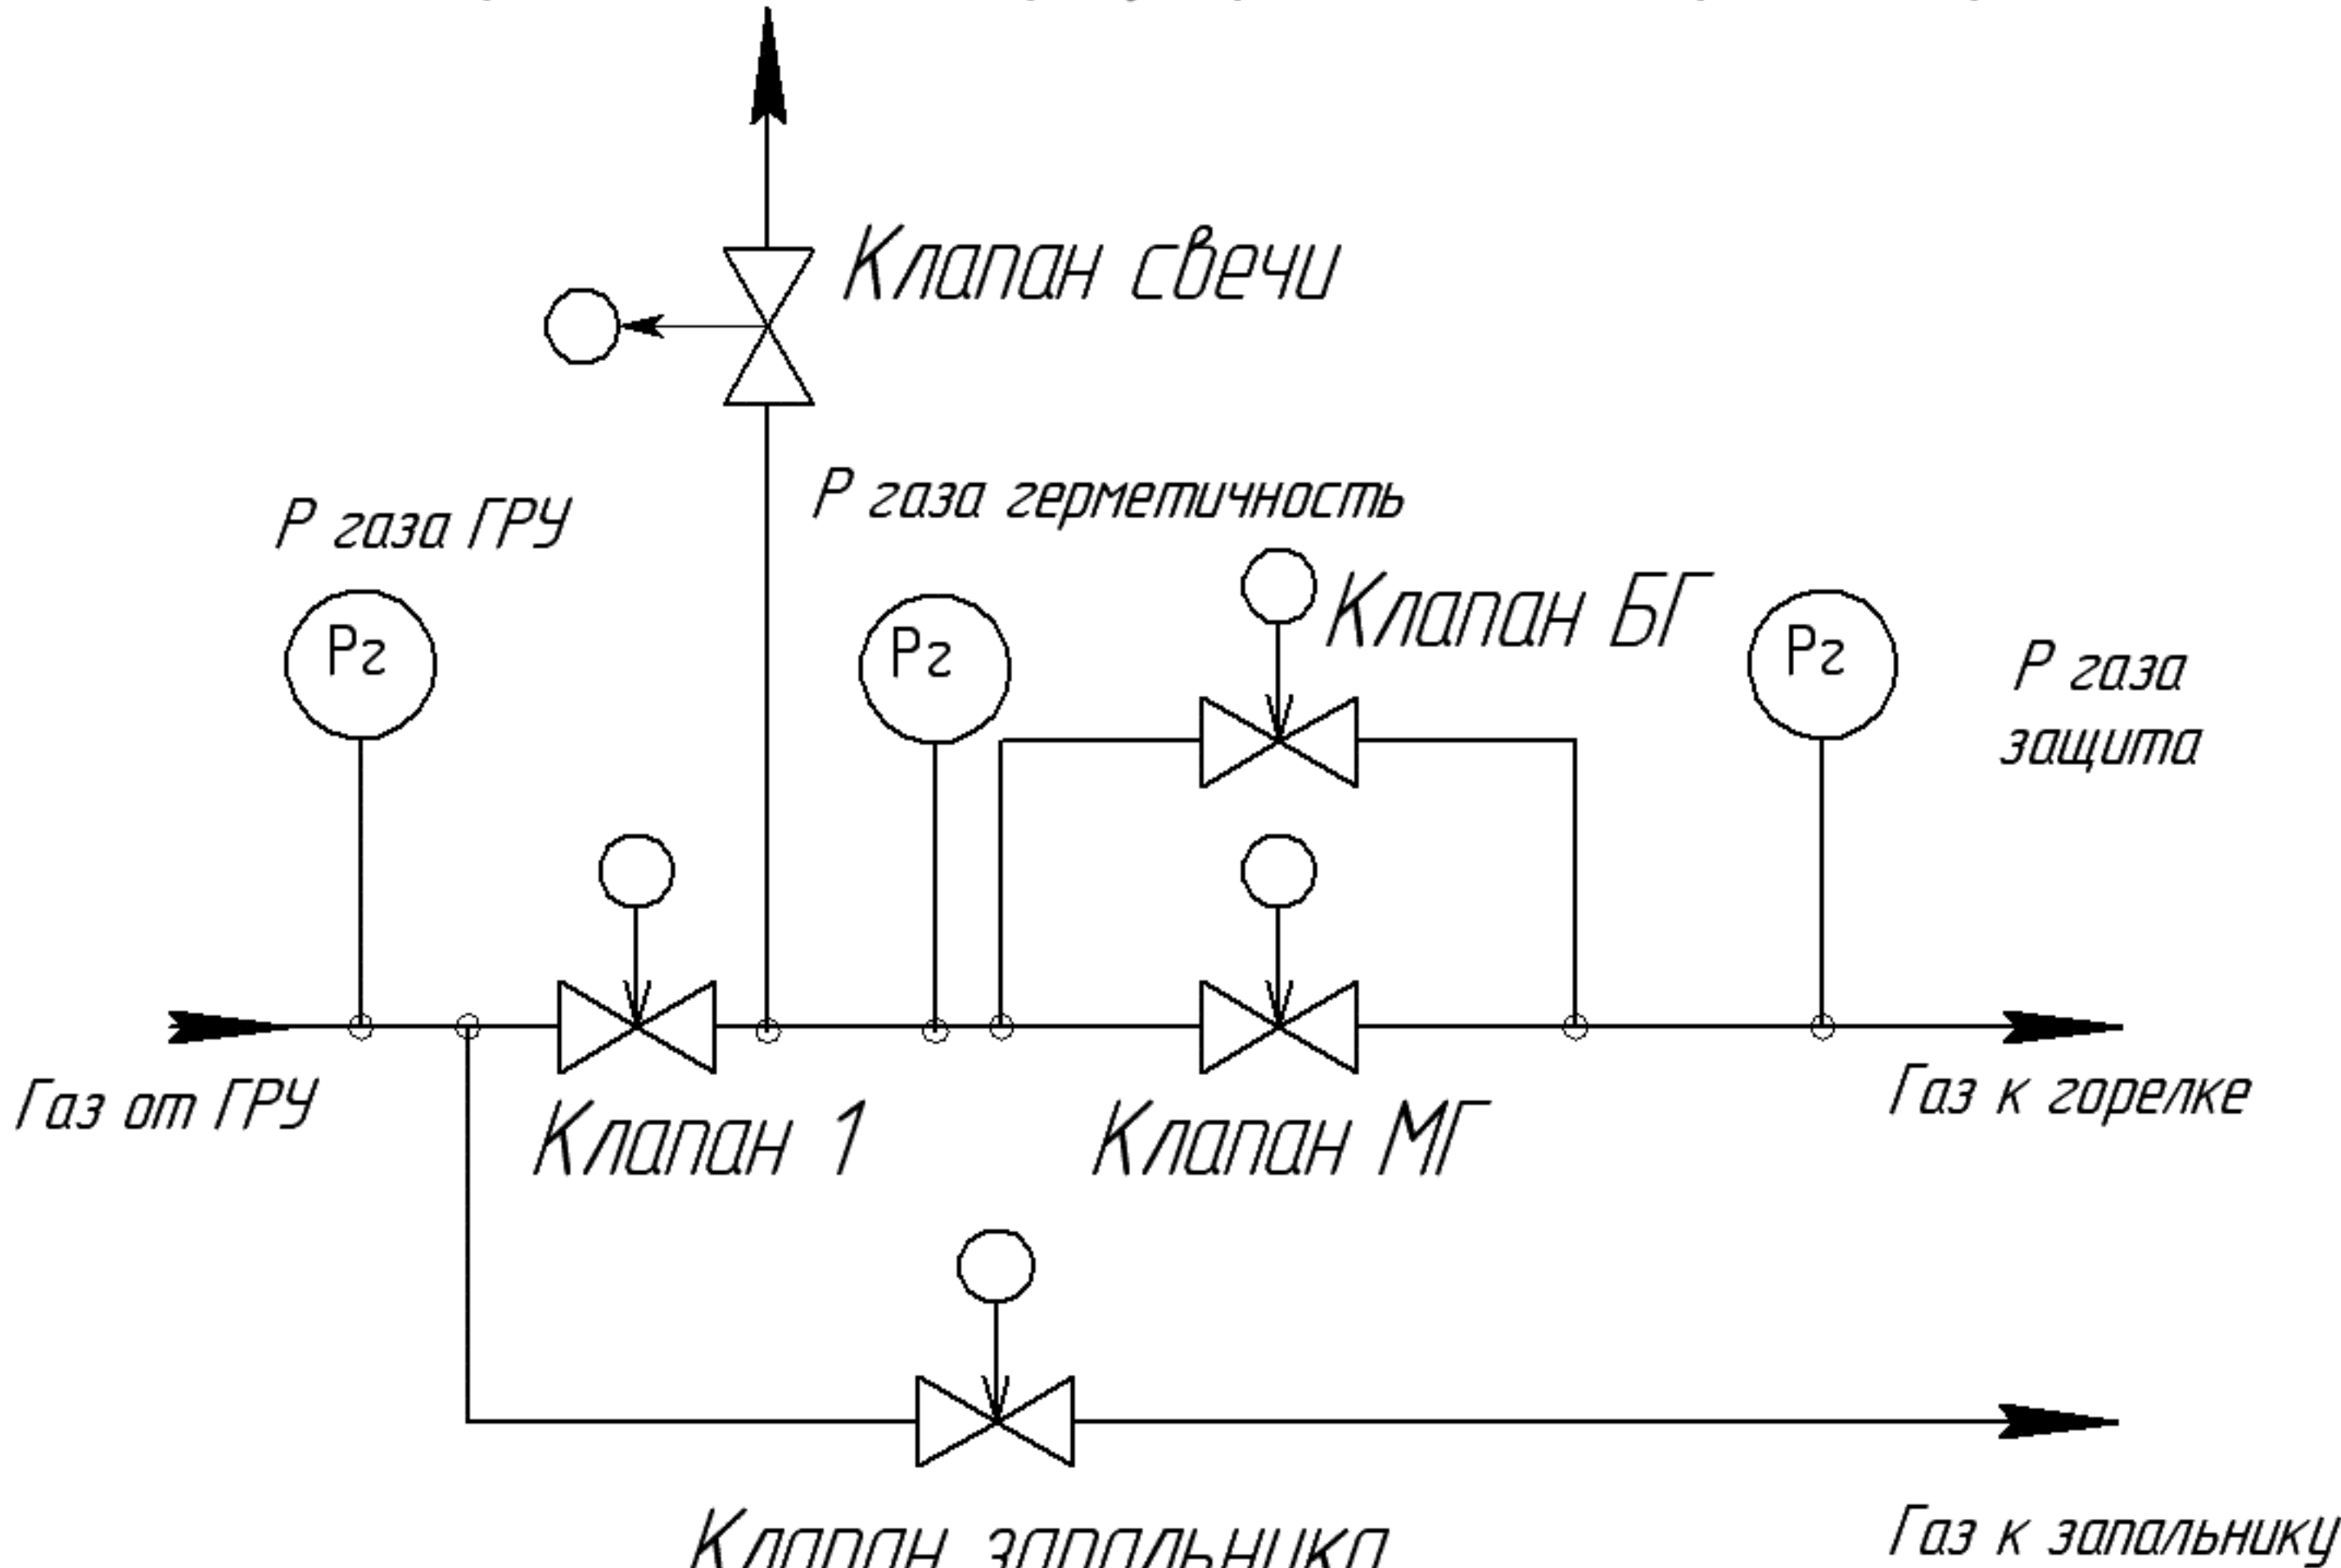 Клапан свечи
Р газа герметичность
Р газа ГРУ
Клапан БГ
Рг
Рг
Рг
Р газа
защита
Газ от ГРУ
Клапан 1
Клапан МГ
Газ к горелке
Клапан запальника
Газ к запальнику